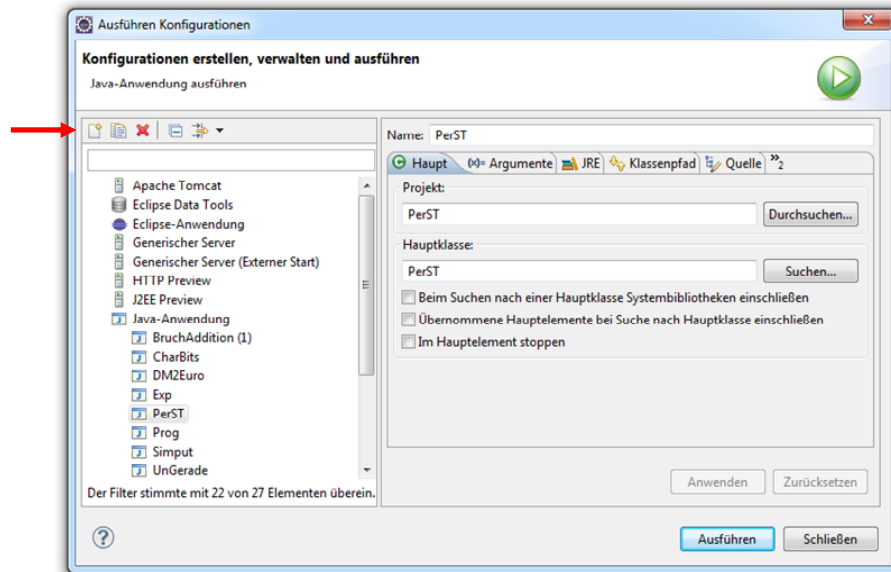 Ausführen Konfigurationen
Konfigurationen erstellen, verwalten und ausführen
Java-Anwendung ausführen
Name: PerST
Haupt (x)= Argumente JRE Klassenpfad Quelle »2
Projekt:
PerST Durchsuchen...
Hauptklasse:
PerST Suchen...
Beim Suchen nach einer Hauptklasse Systembibliotheken einschließen
Übernommene Hauptelemente bei Suche nach Hauptklasse einschließen
Im Hauptelement stoppen
Apache Tomcat
Eclipse Data Tools
Eclipse-Anwendung
Generischer Server
Generischer Server (Externer Start)
HTTP Preview
J2EE Preview
Java-Anwendung
BruchAddition (1)
CharBits
DM2Euro
Exp
PerST
Prog
Simput
UnGerade
Der Filter stimmte mit 22 von 27 Elementen überein.
Anwenden Zurücksetzen
Ausführen Schließen